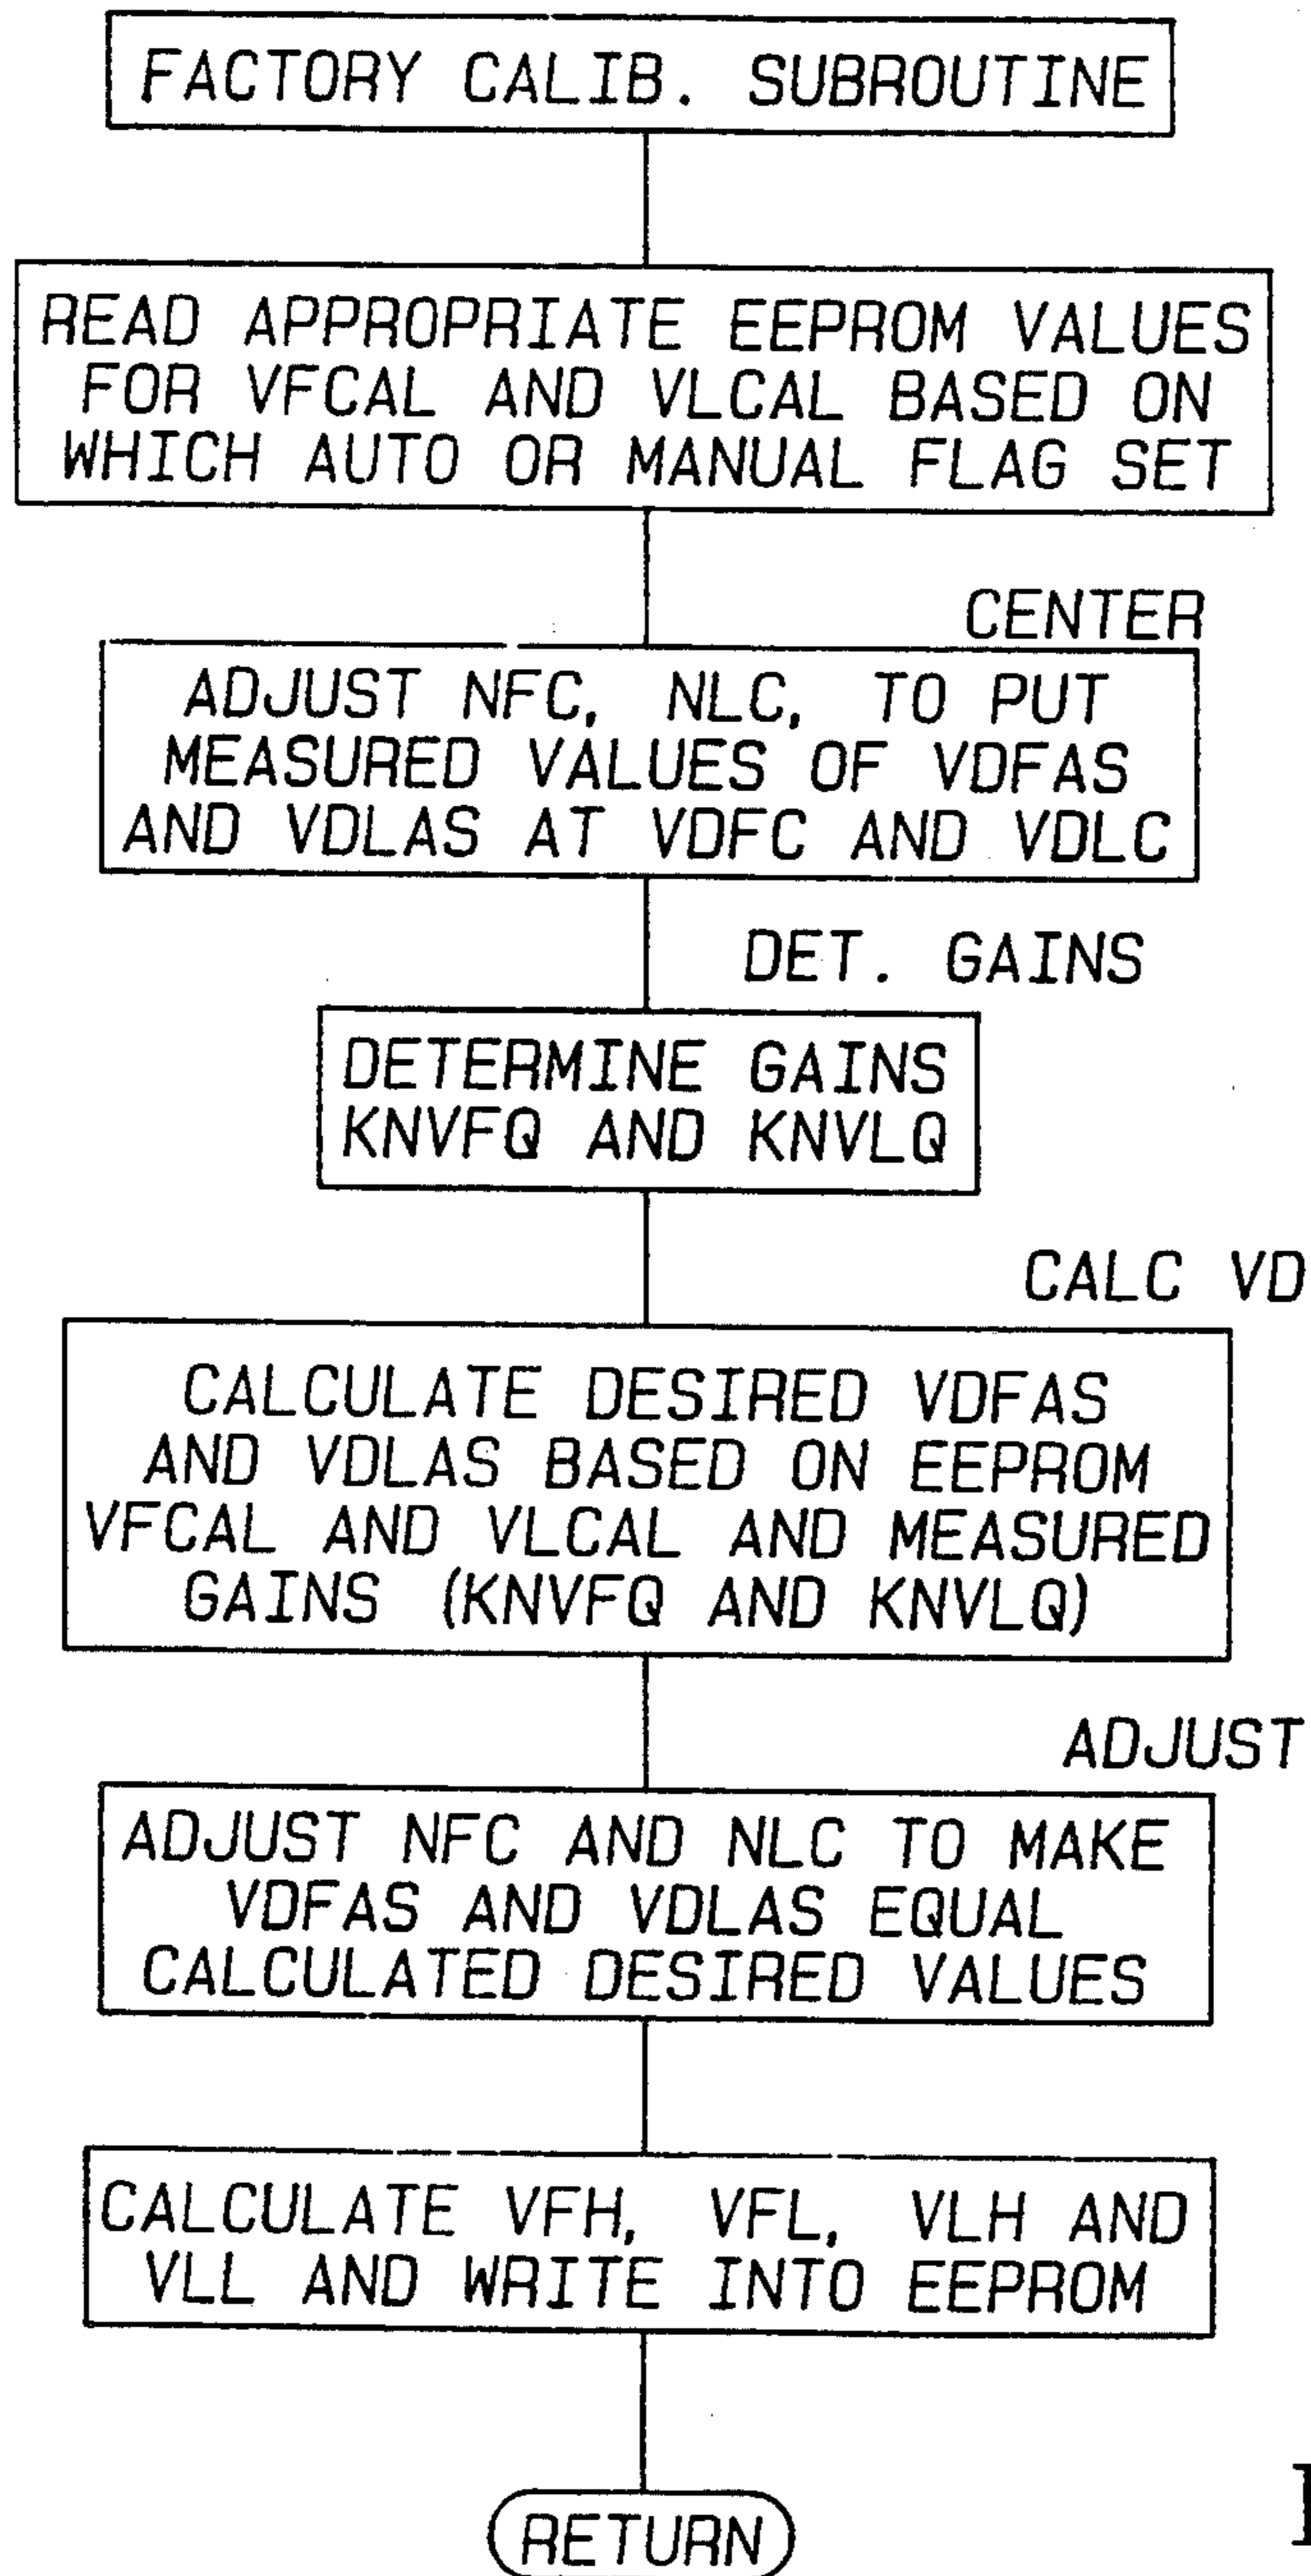 FACTORY CALIB. SUBROUTINE
READ APPROPRIATE EEPROM VALUES
FOR VFCAL AND VLCAL BASED ON
WHICH AUTO OR MANUAL FLAG SET
CENTER
ADJUST NFC, NLC, TO PUT
MEASURED VALUES OF VDFAS
AND VDLAS AT VDFC AND VDLC
DET. GAINS
DETERMINE GAINS
KNVFQ AND KNVLQ
CALC VD
CALCULATE DESIRED VDFAS
AND VDLAS BASED ON EEPROM
VFCAL AND VLCAL AND MEASURED
GAINS (KNVFQ AND KNVLQ)
ADJUST
ADJUST NFC AND NLC TO MAKE
VDFAS AND VDLAS EQUAL
CALCULATED DESIRED VALUES
CALCULATE VFH, VFL, VLH AND
VLL AND WRITE INTO EEPROM
RETURN